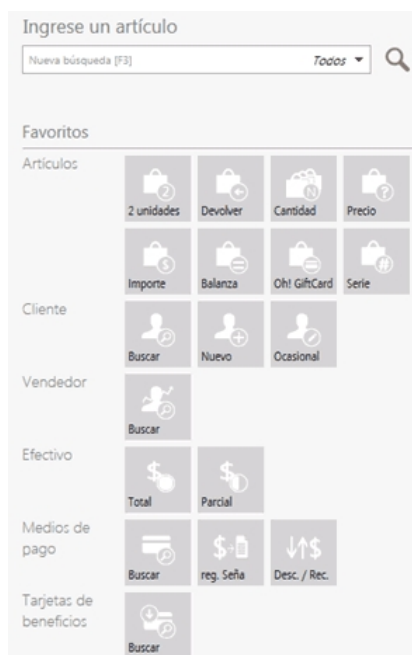 Ingrese un artículo
Nueva búsqueda [F3] Todos
Favoritos
Artículos
2 unidades Devolver Cantidad Precio
Importe Balanza Oh! GiftCard Serie
Cliente
Buscar Nuevo Ocasional
Vendedor
Buscar
Efectivo
Total Parcial
Medios de
pago
Buscar reg. Seña Desc. / Rec.
Tarjetas de
beneficios
Buscar